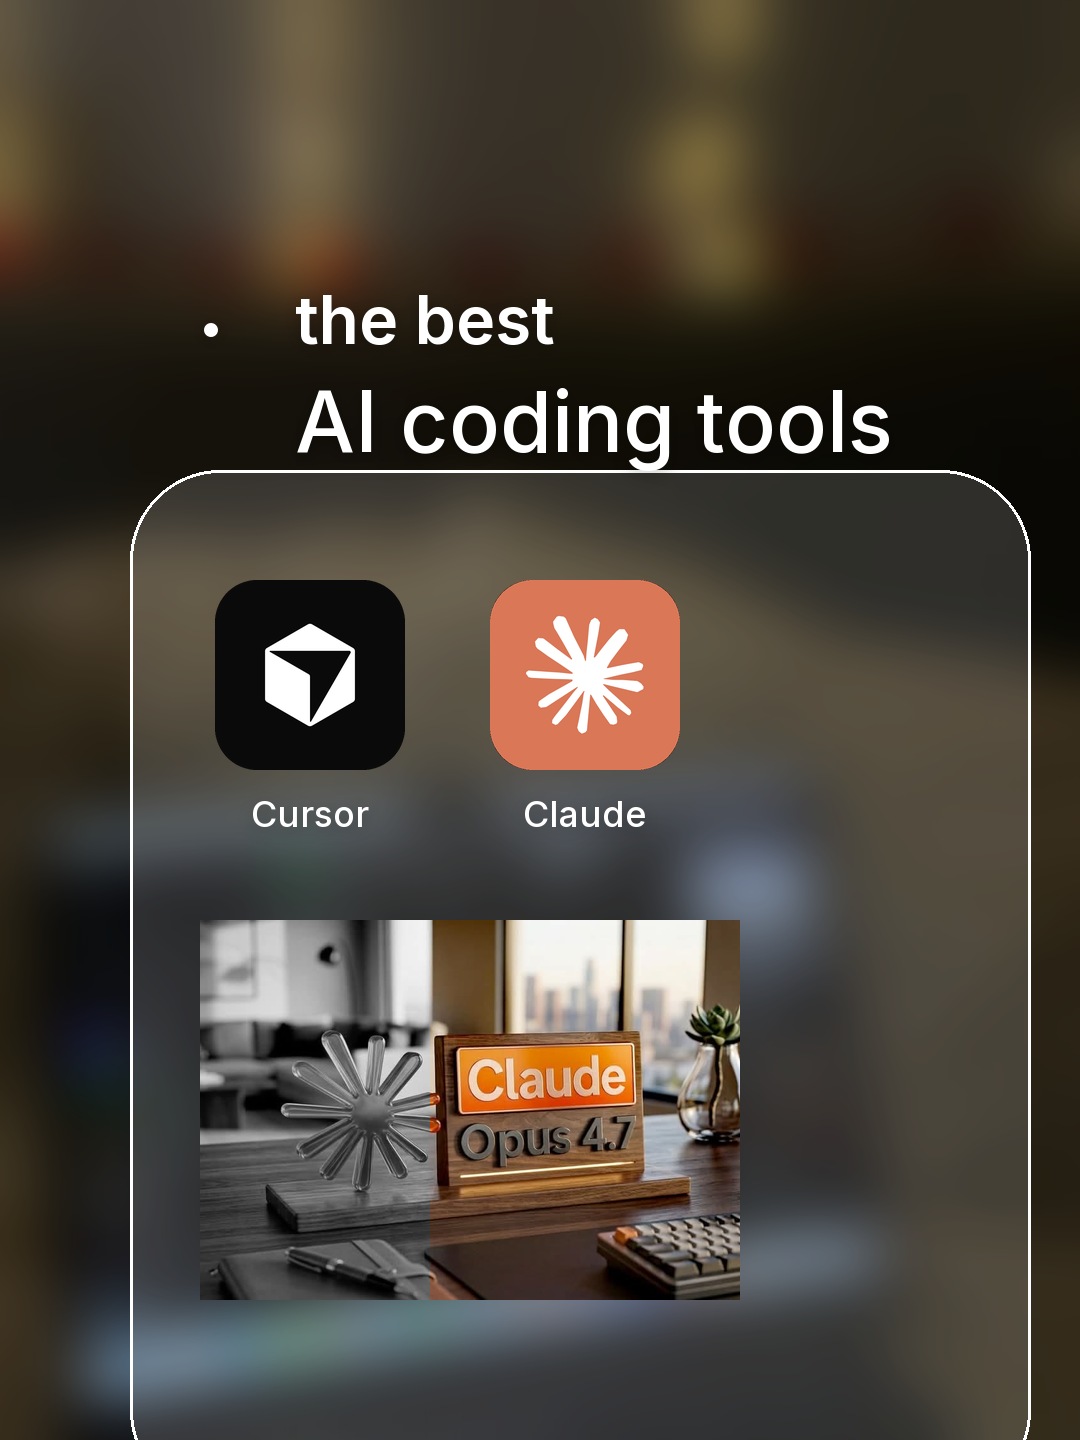 • the best
AI coding tools
Cursor
Claude
Claude
Opus 4.7